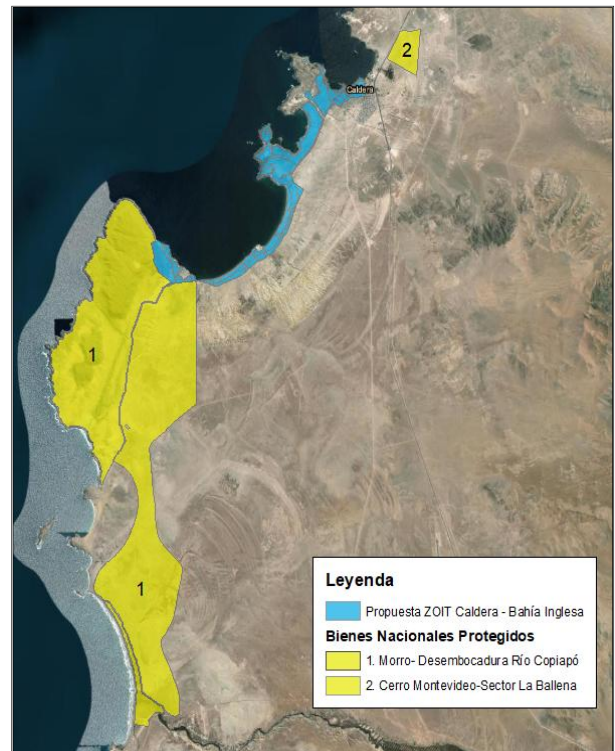 2
Caldera
1
1
Leyenda
Propuesta ZOIT Caldera - Bahía Inglesa
Bienes Nacionales Protegidos
1. Morro- Desembocadura Río Copiapó
2. Cerro Montevideo-Sector La Ballena